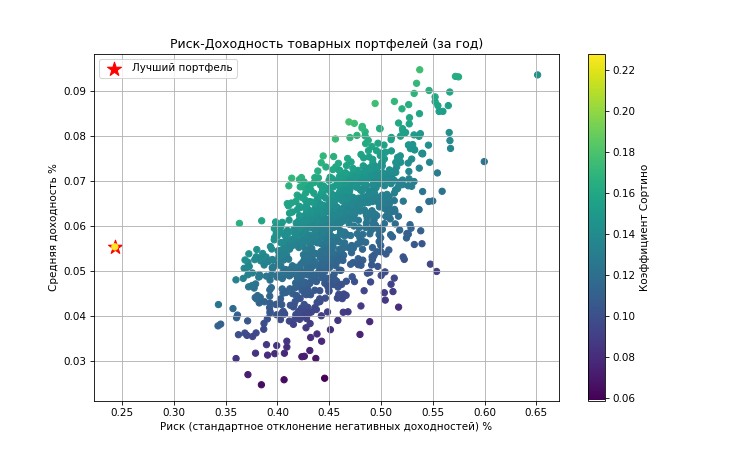 Риск-Доходность товарных портфелей (за год)
Лучший портфель
Средняя доходность %
0.09
0.08
0.07
0.06
0.05
0.04
0.03
0.25 0.30 0.35 0.40 0.45 0.50 0.55 0.60 0.65
Риск (стандартное отклонение негативных доходностей) %
0.22
0.20
0.18
0.16
0.14
0.12
0.10
0.08
0.06
Коэффициент Сортино